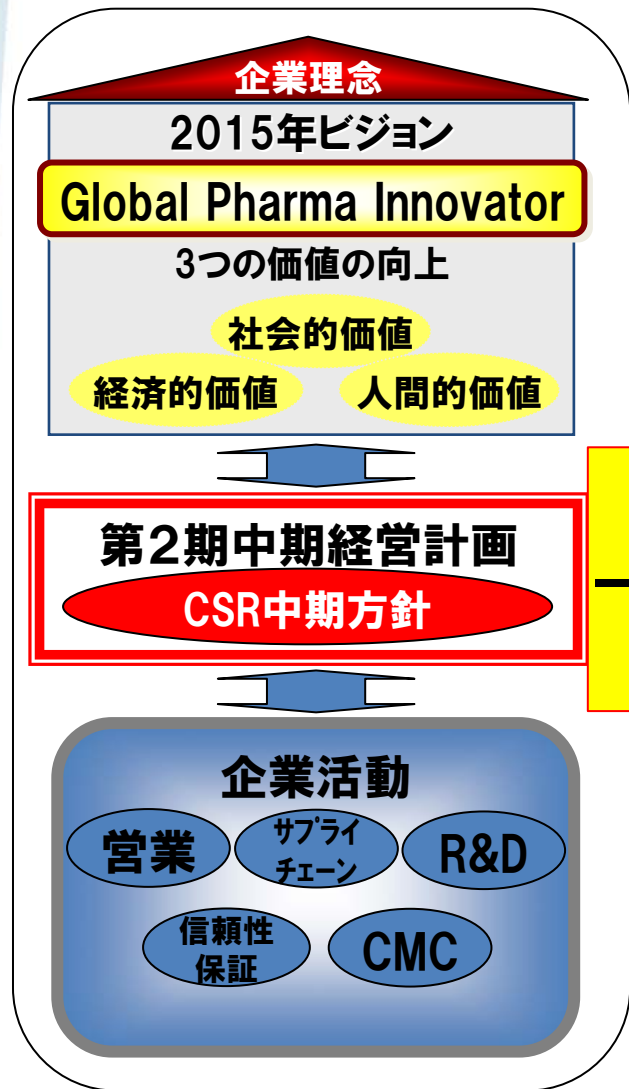 企業理念
2015年ビジョン
Global Pharma Innovator
3つの価値の向上
社会的価値
経済的価値 人間的価値
第2期中期経営計画
CSR中期方針
企業活動
営業
サプライ
チェーン
R&D
信頼性
保証
CMC